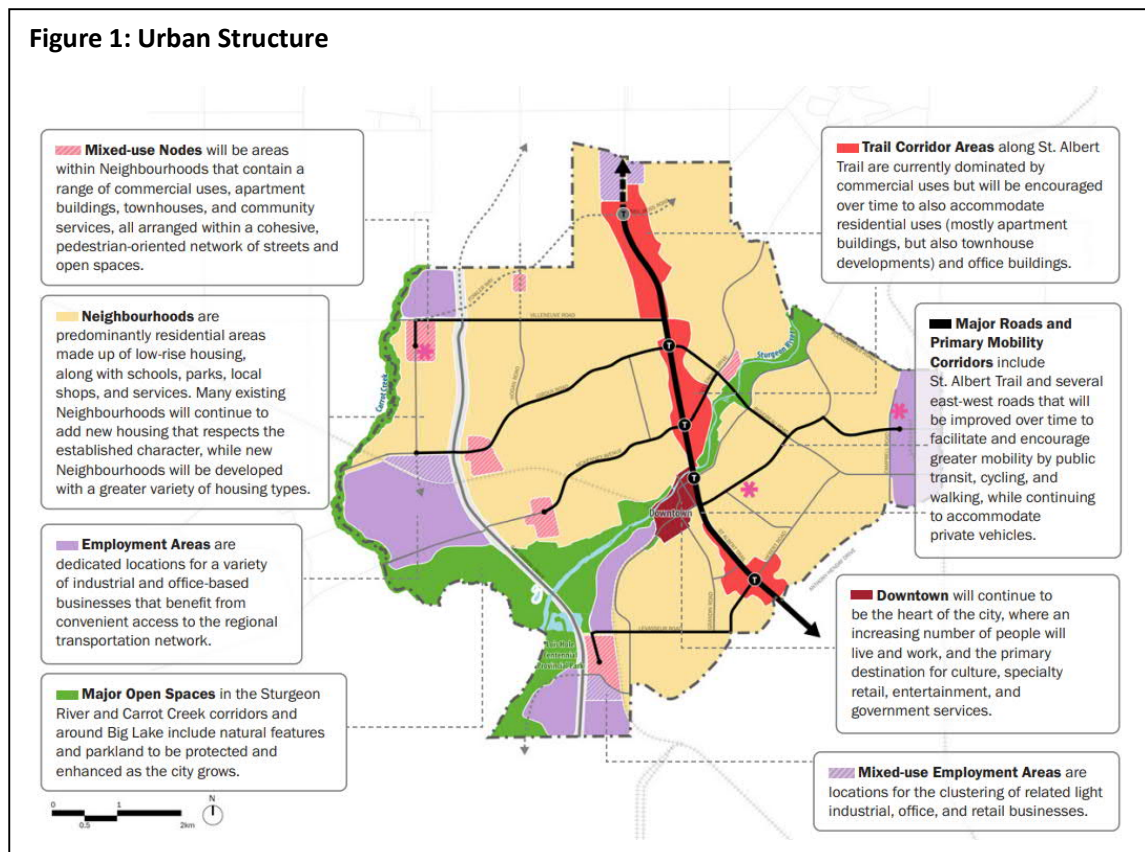 Figure 1: Urban Structure
Mixed-use Nodes will be areas
within Neighbourhoods that contain a
range of commercial uses, apartment
buildings, townhouses, and community
services, all arranged within a cohesive,
pedestrian-oriented network of streets and
open spaces.
Neighbourhoods are
predominantly residential areas
made up of low-rise housing,
along with schools, parks, local
shops, and services. Many existing
Neighbourhoods will continue to
add new housing that respects the
established character, while new
Neighbourhoods will be developed
with a greater variety of housing types.
Employment Areas are
dedicated locations for a variety
of industrial and office-based
businesses that benefit from
convenient access to the regional
transportation network.
Major Open Spaces in the Sturgeon
River and Carrot Creek corridors and
around Big Lake include natural features
and parkland to be protected and
enhanced as the city grows.
0 1
0.5 2km
N
Trail Corridor Areas along St. Albert
Trail are currently dominated by
commercial uses but will be encouraged
over time to also accommodate
residential uses (mostly apartment
buildings, but also townhouse
developments) and office buildings.
Major Roads and
Primary Mobility
Corridors include
St. Albert Trail and several
east-west roads that will
be improved over time to
facilitate and encourage
greater mobility by public
transit, cycling, and
walking, while continuing
to accommodate
private vehicles.
Downtown will continue to
be the heart of the city, where an
increasing number of people will
live and work, and the primary
destination for culture, specialty
retail, entertainment, and
government services.
Mixed-use Employment Areas are
locations for the clustering of related light
industrial, office, and retail businesses.
T
VILLENEUVE ROAD
Sturgeon River
T
Carrot Creek
T
T
Downtown
T
LEVASSEUR ROAD
Lois Hole
Centennial
Provincial Park